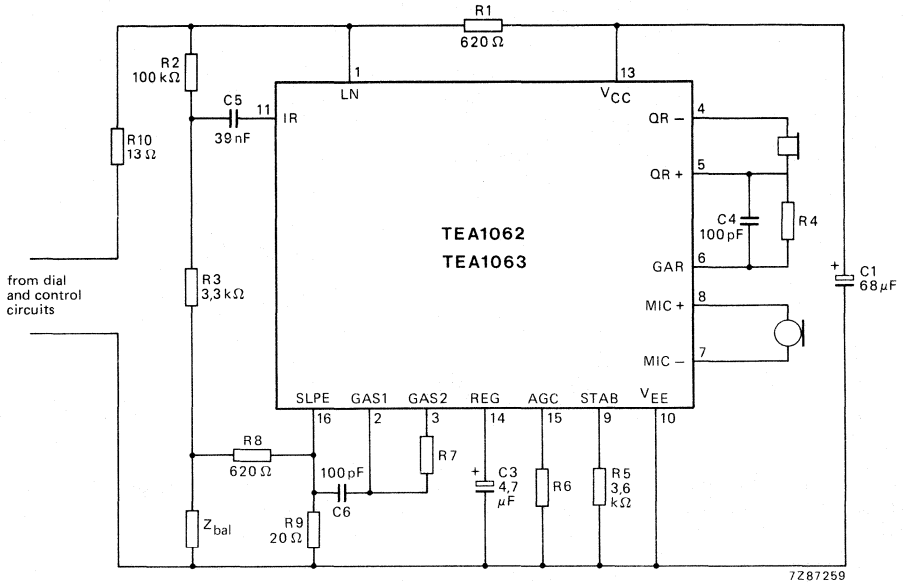 R1
620 Ω
R2
100 kΩ
1
LN
13
VCC
C5
39 nF
11
IR
QR −
4
R10
13 Ω
QR +
5
C4
100 pF
R4
TEA1062
TEA1063
GAR
6
from dial
and control
circuits
R3
3,3 kΩ
+
C1
68 μF
MIC +
8
MIC −
7
SLPE
GAS1
GAS2
REG
AGC
STAB
VEE
16
2
3
14
15
9
10
R8
620 Ω
R7
100 pF
C6
+
C3
4,7
μF
R6
R5
3,6
kΩ
Zbal
R9
20 Ω
7Z87259